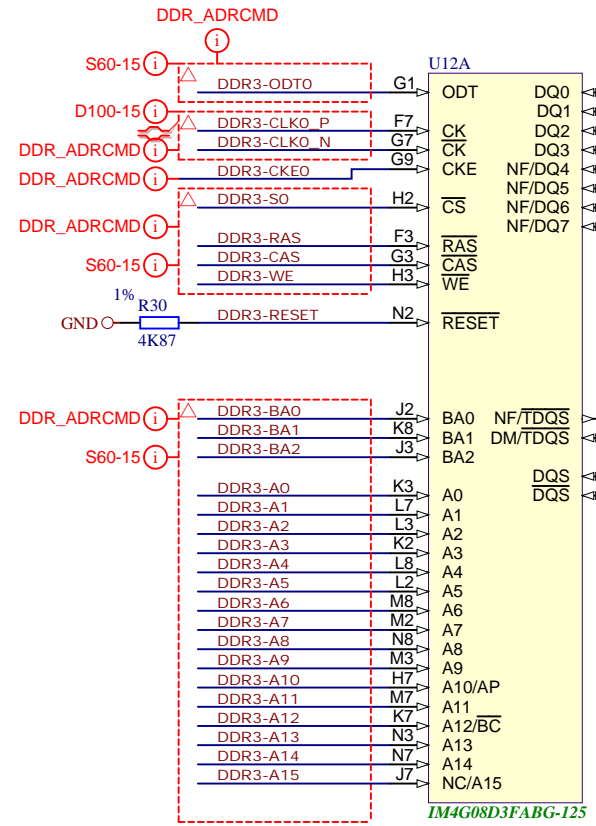 DDR_ADRCMD
i
S60-15 i
DDR3-ODT0 G1
D100-15 i
DDR3-CLK0_P F7
DDR_ADRCMD i
DDR3-CLK0_N G7
DDR_ADRCMD i
DDR3-CKE0 G9
DDR3-S0 H2
DDR_ADRCMD i
DDR3-RAS F3
S60-15 i
DDR3-CAS G3
DDR3-WE H3
1%
R30
GND
4K87
DDR3-RESET N2
DDR_ADRCMD i
DDR3-BA0 J2
DDR3-BA1 K8
S60-15 i
DDR3-BA2 J3
DDR3-A0 K3
DDR3-A1 L7
DDR3-A2 L3
DDR3-A3 K2
DDR3-A4 L8
DDR3-A5 L2
DDR3-A6 M8
DDR3-A7 M2
DDR3-A8 N8
DDR3-A9 M3
DDR3-A10 H7
DDR3-A11 M7
DDR3-A12 K7
DDR3-A13 N3
DDR3-A14 N7
DDR3-A15 J7
U12A
ODT DQ0
DQ1
CK DQ2
CK DQ3
CKE NF/DQ4
NF/DQ5
CS NF/DQ6
NF/DQ7
RAS
CAS
WE
RESET
BA0 NF/TDQS
BA1 DM/TDQS
BA2
DQS
A0 DQS
A1
A2
A3
A4
A5
A6
A7
A8
A9
A10/AP
A11
A12/BC
A13
A14
NC/A15
IM4G08D3FABG-125